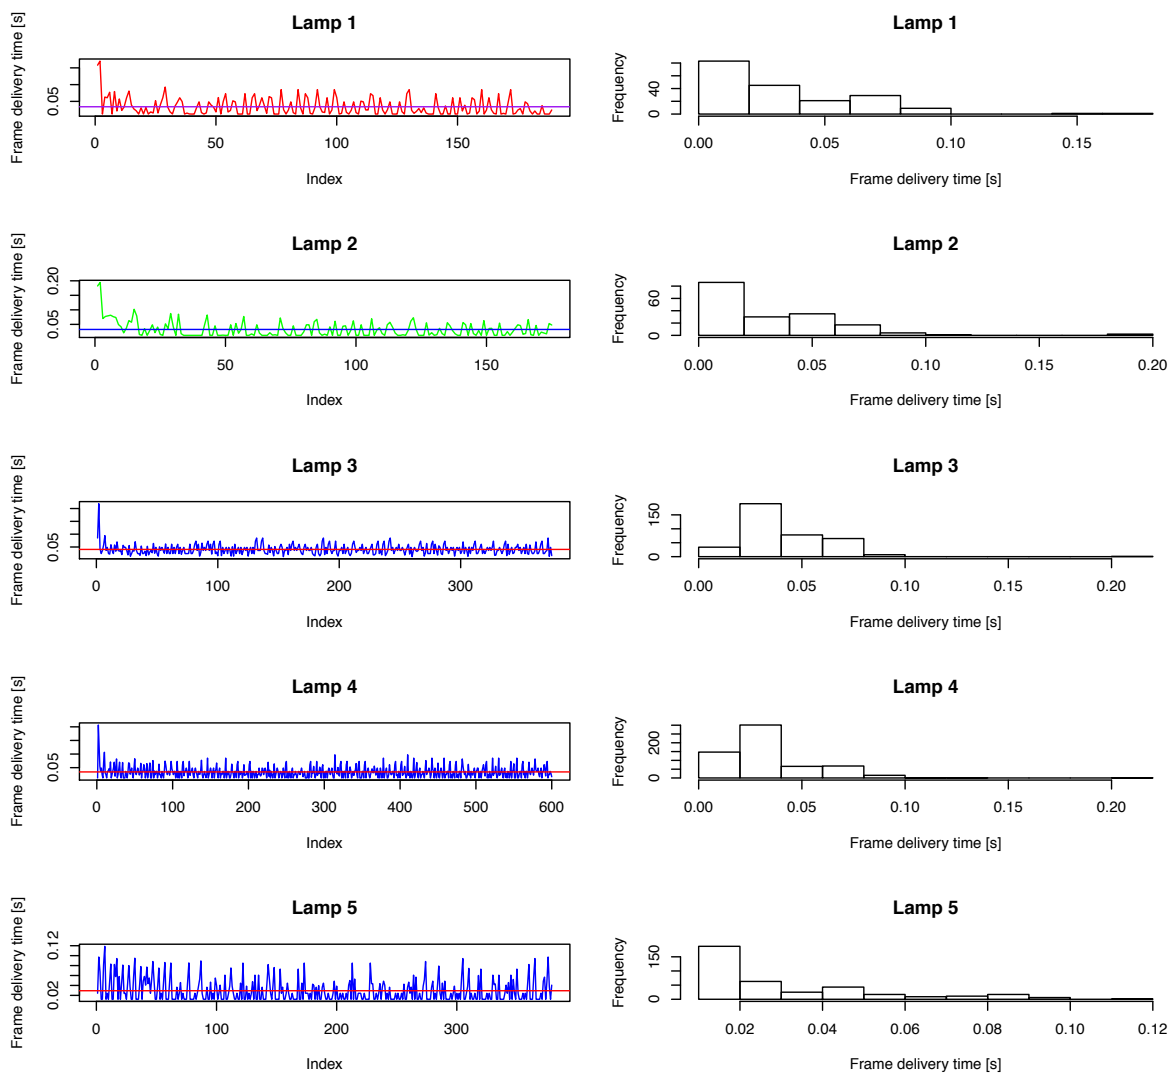 Lamp 1
Frame delivery time [s]
0.05
0 50 100 150
Index
Lamp 1
Frequency
0 40
0.00 0.05 0.10 0.15
Frame delivery time [s]
Lamp 2
Frame delivery time [s]
0.05 0.20
0 50 100 150
Index
Lamp 2
Frequency
0 60
0.00 0.05 0.10 0.15 0.20
Frame delivery time [s]
Lamp 3
Frame delivery time [s]
0.05
0 100 200 300
Index
Lamp 3
Frequency
0 150
0.00 0.05 0.10 0.15 0.20
Frame delivery time [s]
Lamp 4
Frame delivery time [s]
0.05
0 100 200 300 400 500 600
Index
Lamp 4
Frequency
0 200
0.00 0.05 0.10 0.15 0.20
Frame delivery time [s]
Lamp 5
Frame delivery time [s]
0.02 0.12
0 100 200 300
Index
Lamp 5
Frequency
0 150
0.02 0.04 0.06 0.08 0.10 0.12
Frame delivery time [s]